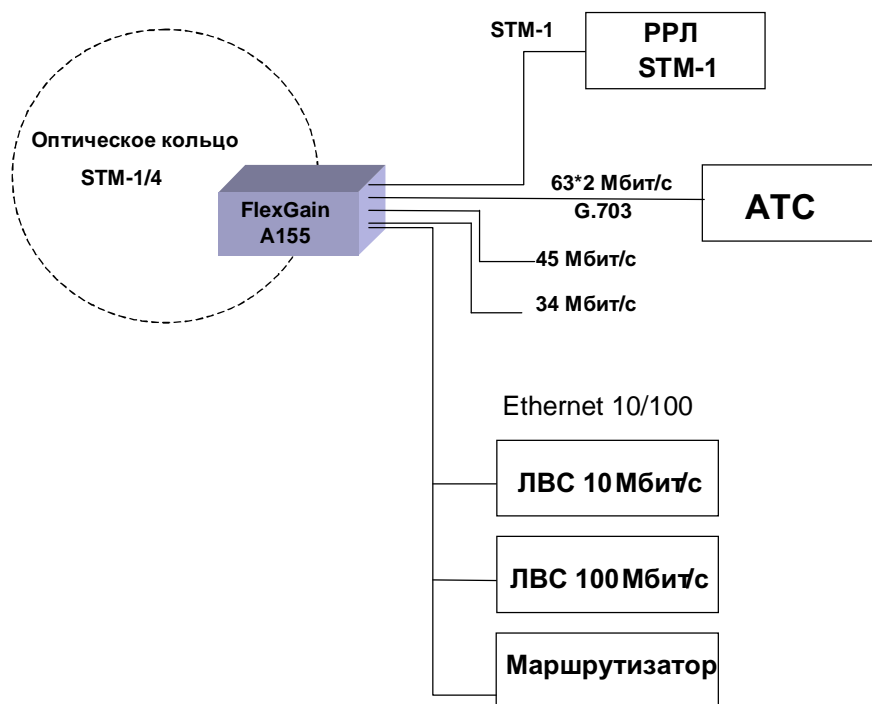 STM-1
РРЛ
STM-1
Оптическое кольцо
STM-1/4
FlexGain
A155
63*2 Мбит/с
G.703
АТС
45 Мбит/с
34 Мбит/с
Ethernet 10/100
ЛВС 10 Мбит/с
ЛВС 100 Мбит/с
Маршрутизатор